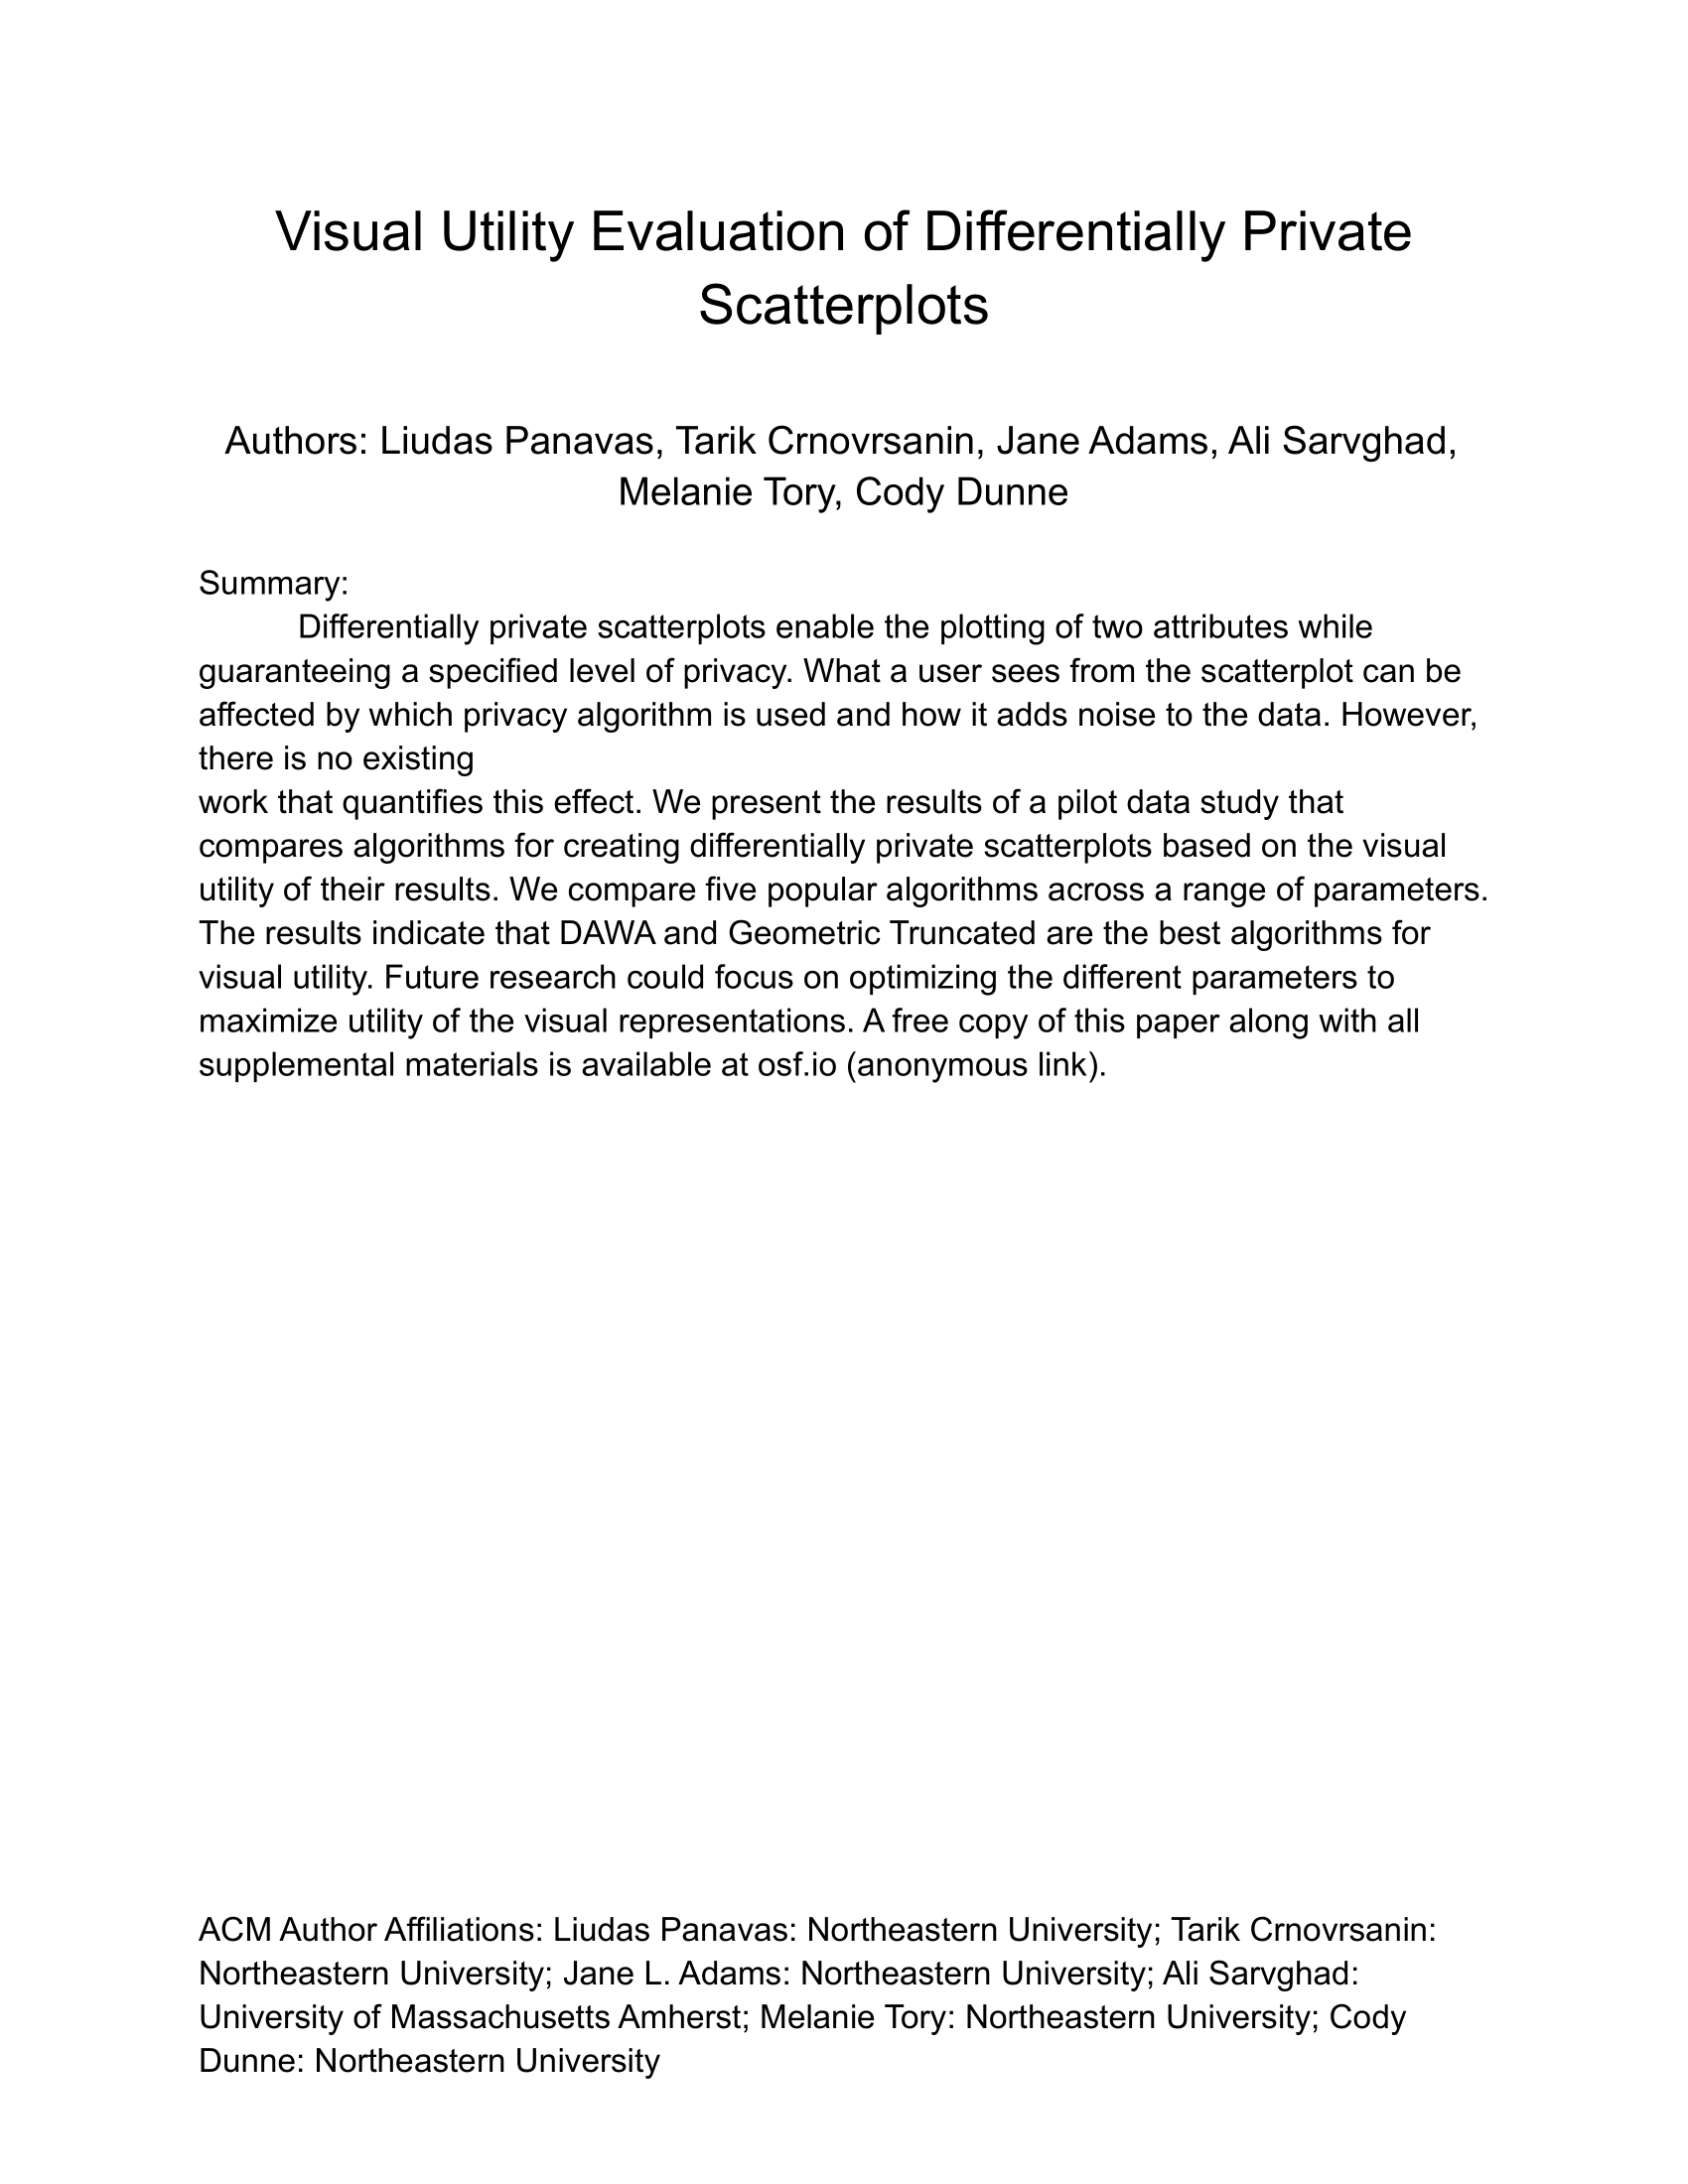 Visual Utility Evaluation of Differentially Private
Scatterplots
Authors: Liudas Panavas, Tarik Crnovrsanin, Jane Adams, Ali Sarvghad,
Melanie Tory, Cody Dunne
Summary:
Differentially private scatterplots enable the plotting of two attributes while
guaranteeing a specified level of privacy. What a user sees from the scatterplot can be
affected by which privacy algorithm is used and how it adds noise to the data. However,
there is no existing
work that quantifies this effect. We present the results of a pilot data study that
compares algorithms for creating differentially private scatterplots based on the visual
utility of their results. We compare five popular algorithms across a range of parameters.
The results indicate that DAWA and Geometric Truncated are the best algorithms for
visual utility. Future research could focus on optimizing the different parameters to
maximize utility of the visual representations. A free copy of this paper along with all
supplemental materials is available at osf.io (anonymous link).
ACM Author Affiliations: Liudas Panavas: Northeastern University; Tarik Crnovrsanin:
Northeastern University; Jane L. Adams: Northeastern University; Ali Sarvghad:
University of Massachusetts Amherst; Melanie Tory: Northeastern University; Cody
Dunne: Northeastern University